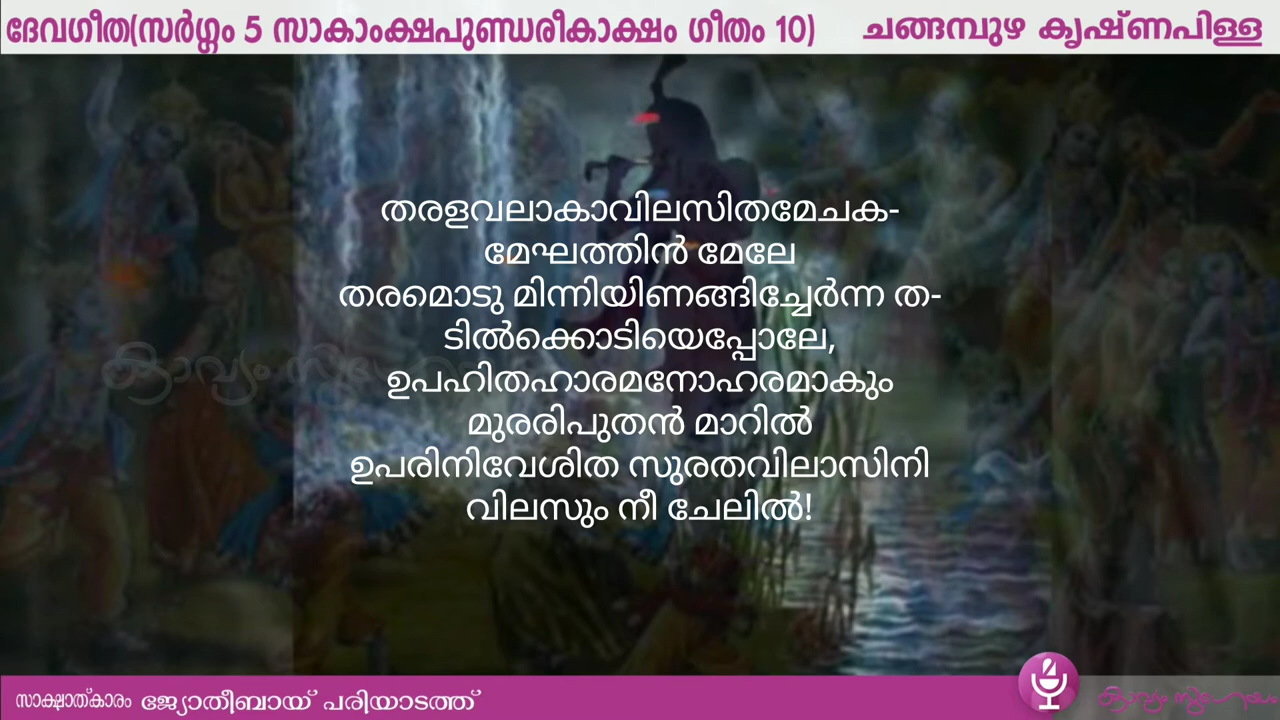 ദേവഗീത(സർഗ്ഗം 5 സാകാംക്ഷപുണ്ഡരീകാക്ഷം ഗീതം 10) ചങ്ങമ്പുഴ കൃഷ്ണപിള്ള
തരളവലാകാവിലസിതമേചക-
മേഘത്തിൻ മേലേ
തരമൊടു മിന്നിയിണങ്ങിച്ചേർന്ന ത-
ടിൽക്കൊടിയെപ്പോലേ,
ഉപഹിതഹാരമനോഹരമാകും
മുരരിപുതൻ മാറിൽ
ഉപരിനിവേശിത സുരതവിലാസിനി
വിലസും നീ ചേലിൽ!
സാക്ഷാത്കാരം ജ്യോതീബായ് പരിയാടത്ത്